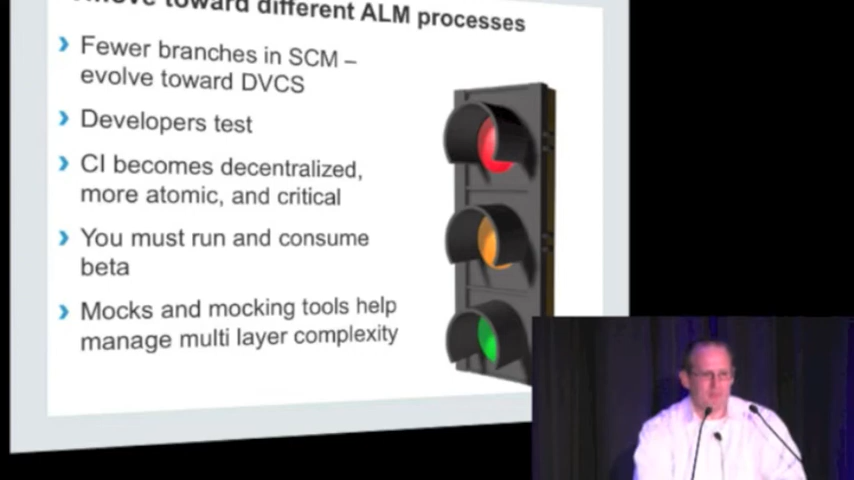 toward different ALM processes
Fewer branches in SCM –
evolve toward DVCS
Developers test
CI becomes decentralized,
more atomic, and critical
You must run and consume
beta
Mocks and mocking tools help
manage multi layer complexity